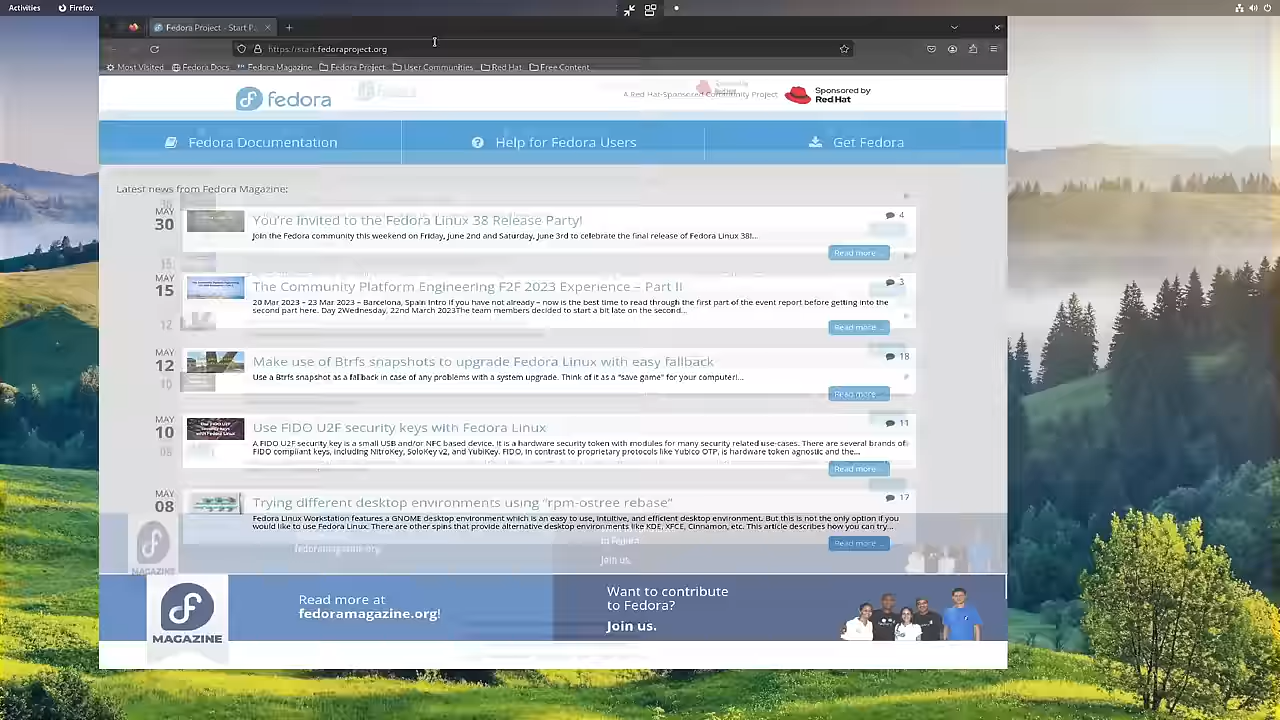 Activities
Firefox
Fedora Project - Start P
https://start.fedoraproject.org
Most Visited
Fedora Docs
Fedora Magazine
Fedora Project
User Communities
Red Hat
Free Content
fedora
A Red Hat-Sponsored Community Project
Sponsored by
Red Hat
Fedora Documentation
Help for Fedora Users
Get Fedora
Latest news from Fedora Magazine:
MAY
30
You're invited to the Fedora Linux 38 Release Party!
4
Join the Fedora community this weekend on Friday, June 2nd and Saturday, June 3rd to celebrate the final release of Fedora Linux 38!...
Read more ...
MAY
15
The Community Platform Engineering F2F 2023 Experience – Part II
3
20 Mar 2023 – 23 Mar 2023 – Barcelona, Spain Intro If you have not already – now is the best time to read through the first part of the event report before getting into the
second part here. Day 2Wednesday, 22nd March 2023The team members decided to start a bit late on the second...
Read more ...
MAY
12
12
Make use of Btrfs snapshots to upgrade Fedora Linux with easy fallback
18
Use a Btrfs snapshot as a fallback in case of any problems with a system upgrade. Think of it as a "save game" for your computer!...
Read more ...
10
MAY
10
Use FIDO U2F security keys with Fedora Linux
11
A FIDO U2F security key is a small USB and/or NFC based device. It is a hardware security token with modules for many security related use-cases. There are several brands of
FIDO compliant keys, including NitroKey, SoloKey v2, and YubiKey. FIDO, in contrast to proprietary protocols like Yubico OTP, is hardware token agnostic and the...
Read more ...
08
MAY
08
Trying different desktop environments using "rpm-ostree rebase"
17
Fedora Linux Workstation features a GNOME desktop environment which is an easy to use, intuitive, and efficient desktop environment. But this is not the only option if you
would like to use Fedora Linux. There are other spins that provide alternative desktop environments like KDE, XFCE, Cinnamon, etc. This article describes how you can try...
Read more ...
to Fedora
fedoramagazine.org
Join us.
MAGAZINE
Read more at
fedoramagazine.org!
Want to contribute
to Fedora?
Join us.
MAGAZINE